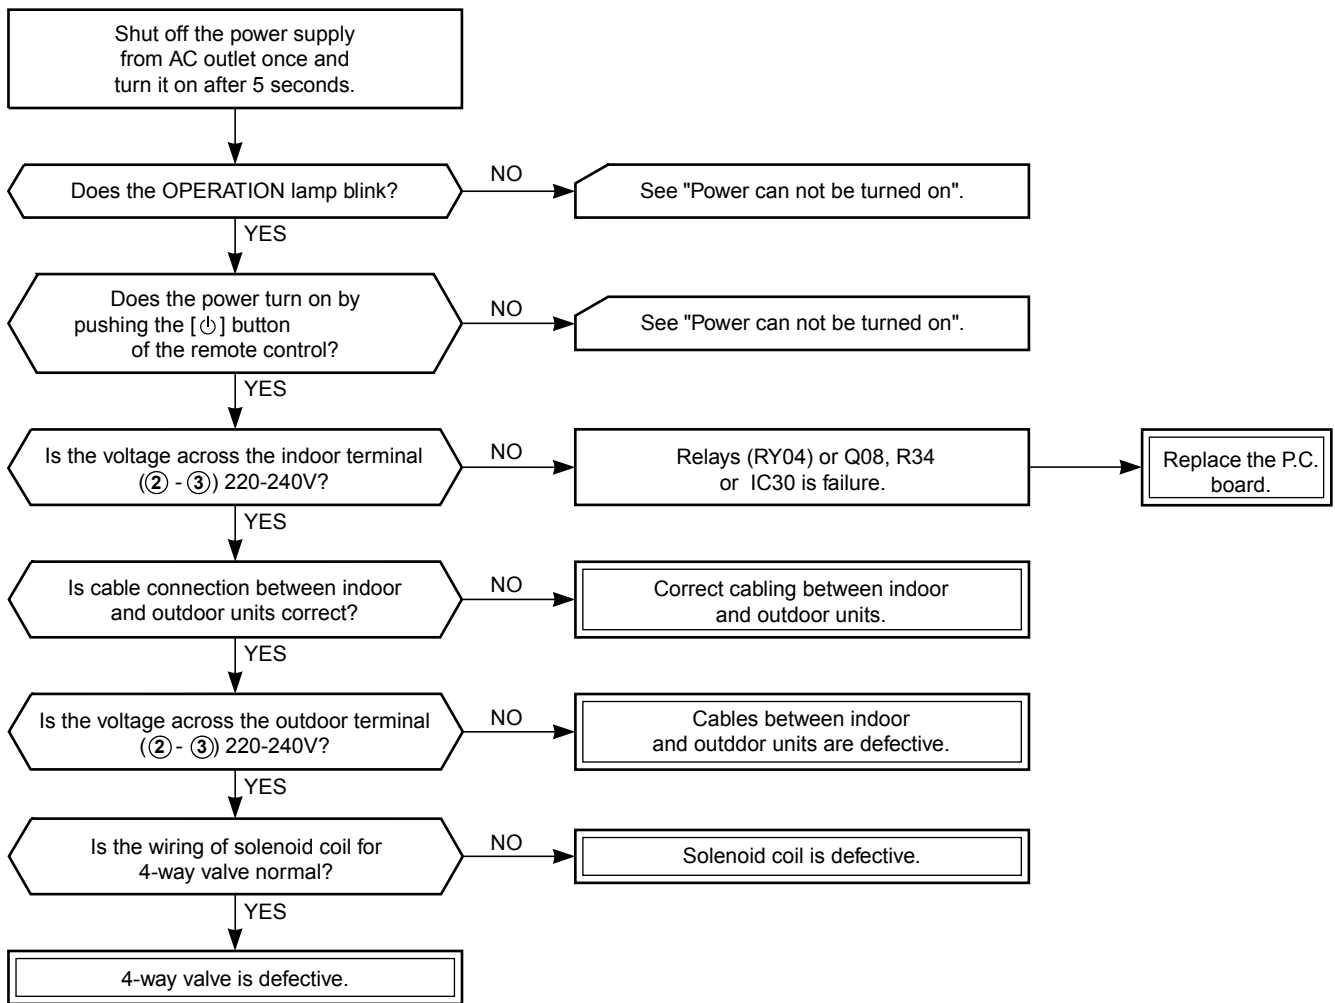 Shut off the power supply
from AC outlet once and
turn it on after 5 seconds.
Does the OPERATION lamp blink?
NO
See "Power can not be turned on".
YES
Does the power turn on by
pushing the [⏻] button
of the remote control?
NO
See "Power can not be turned on".
YES
Is the voltage across the indoor terminal
(② - ③) 220-240V?
NO
Relays (RY04) or Q08, R34
or IC30 is failure.
Replace the P.C.
board.
YES
Is cable connection between indoor
and outdoor units correct?
NO
Correct cabling between indoor
and outdoor units.
YES
Is the voltage across the outdoor terminal
(② - ③) 220-240V?
NO
Cables between indoor
and outddor units are defective.
YES
Is the wiring of solenoid coil for
4-way valve normal?
NO
Solenoid coil is defective.
YES
4-way valve is defective.